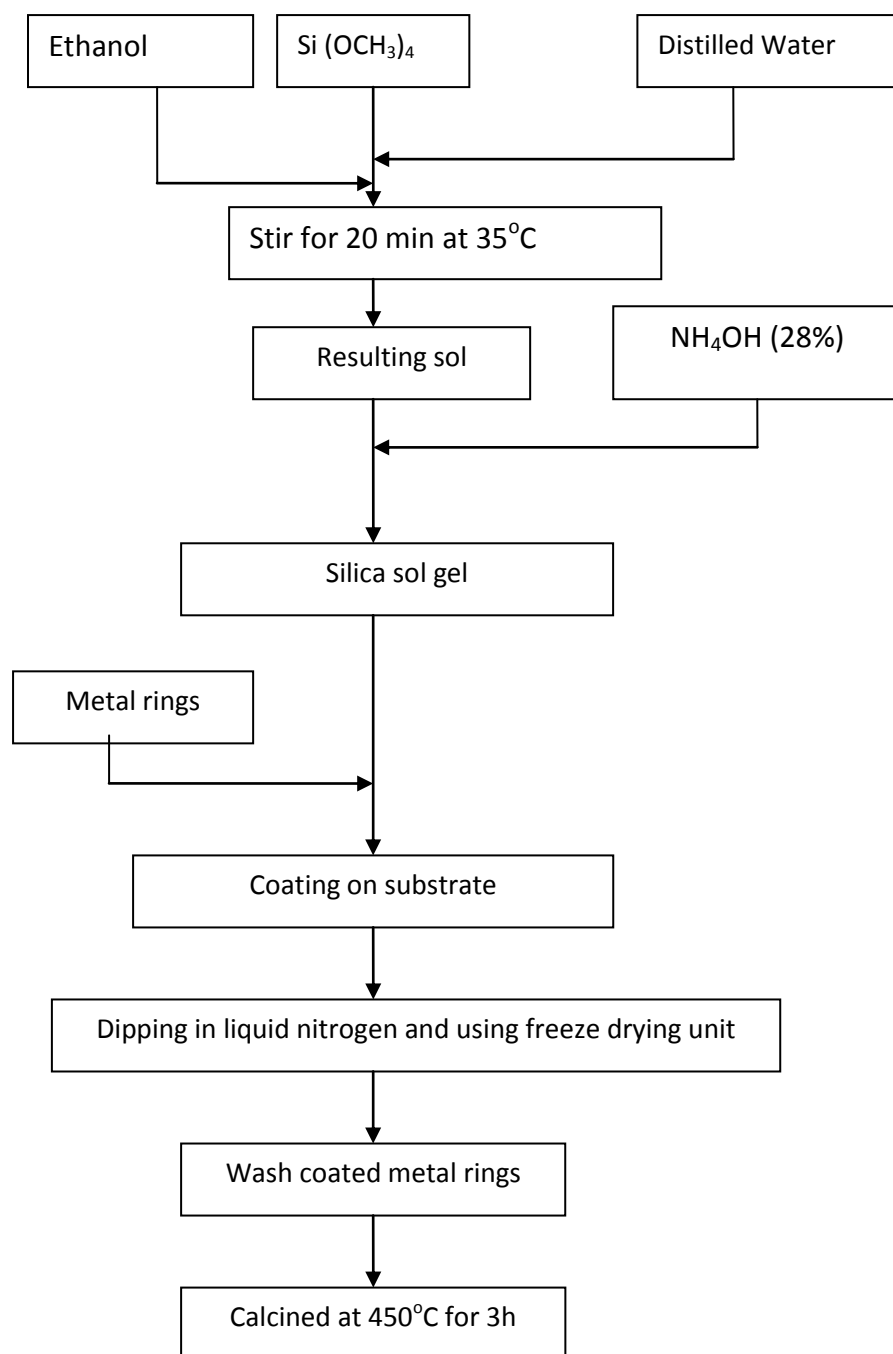 Ethanol
Si (OCH₃)₄
Distilled Water
Stir for 20 min at 35°C
Resulting sol
NH₄OH (28%)
Silica sol gel
Metal rings
Coating on substrate
Dipping in liquid nitrogen and using freeze drying unit
Wash coated metal rings
Calcined at 450°C for 3h